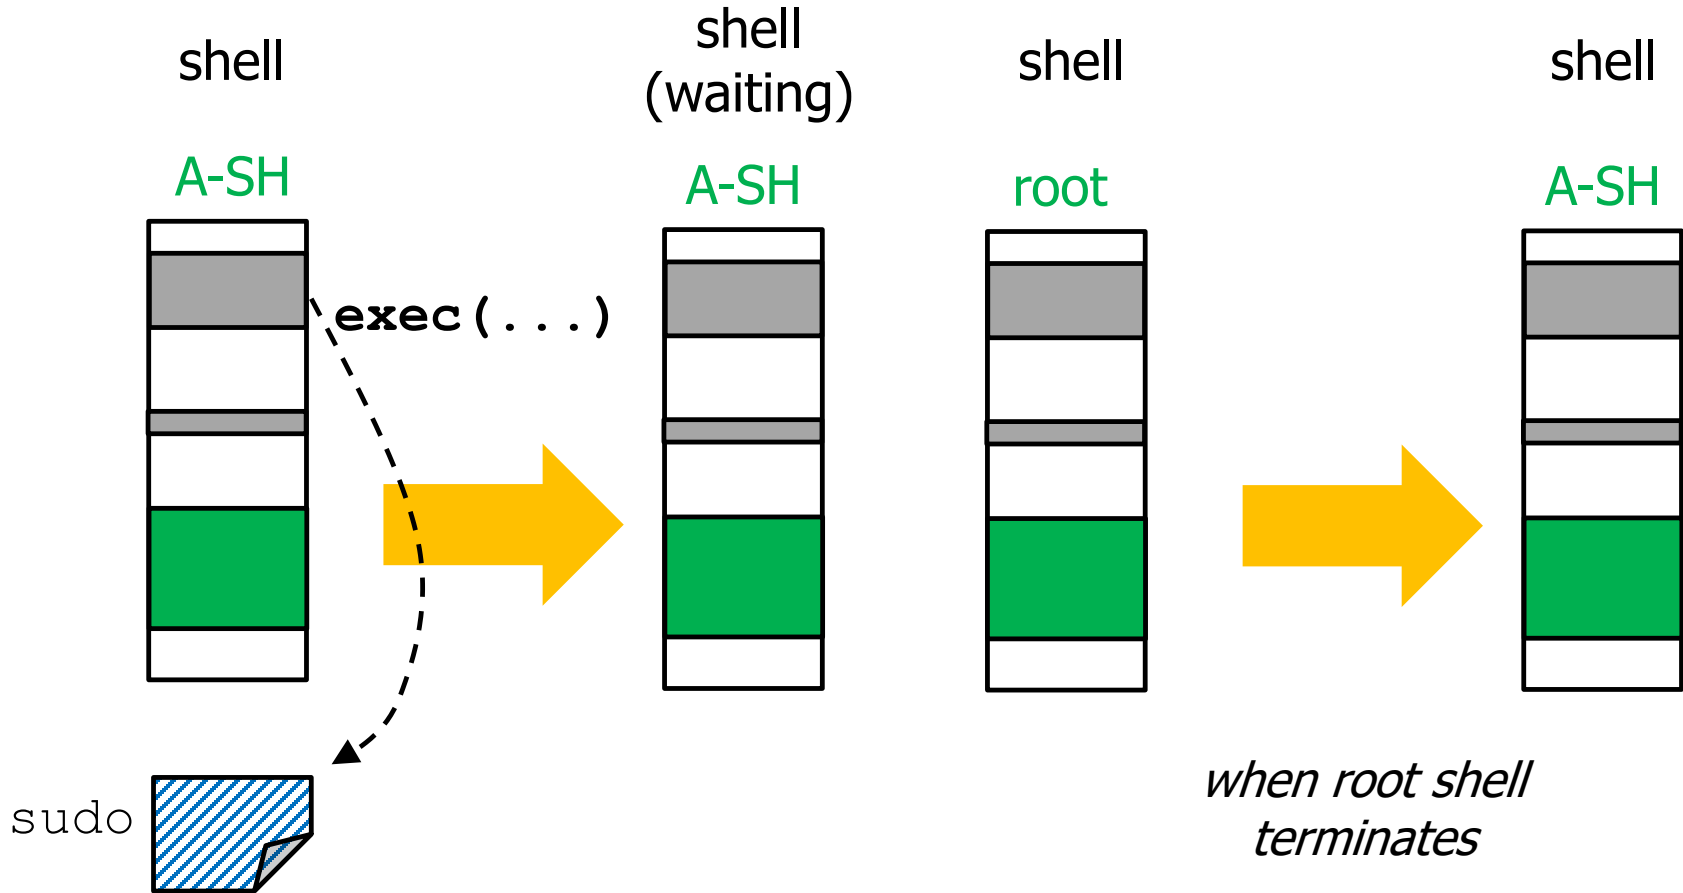 shell
A-SH
shell
(waiting)
A-SH
shell
root
shell
A-SH
exec(...)
sudo
when root shell
terminates